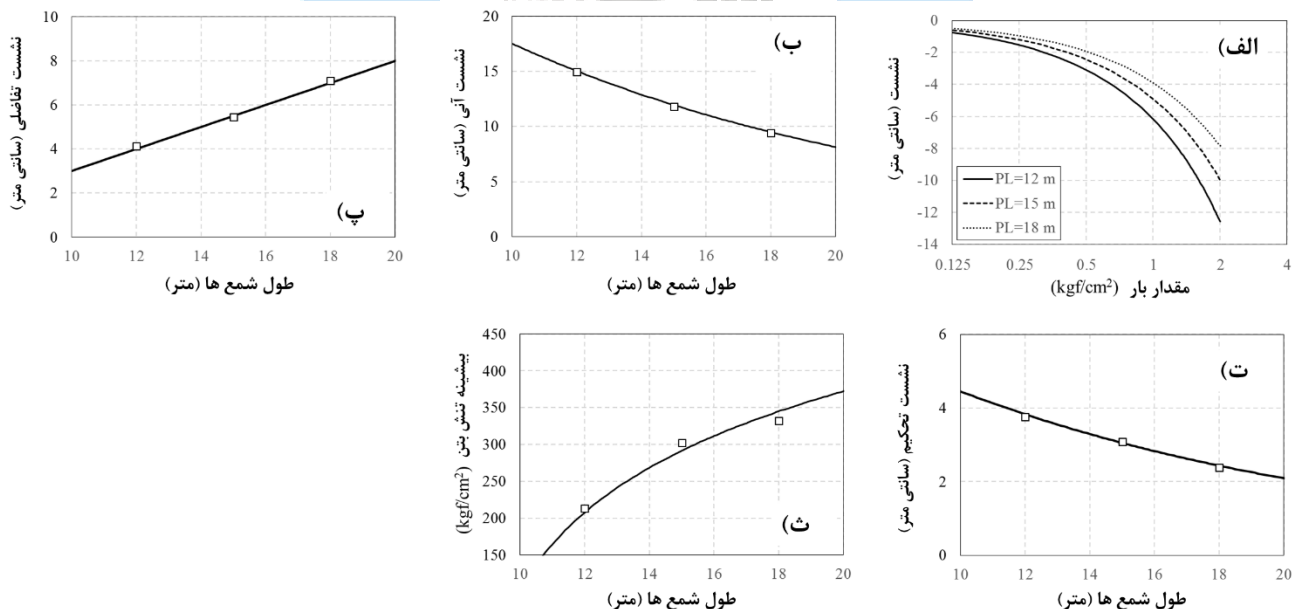 الف)
نشست (سانتی متر)
0
-2
-4
-6
-8
-10
-12
-14
PL=12 m
PL=15 m
PL=18 m
0.125 0.25 0.5 1 2 4
مقدار بار (kgf/cm²)
ب)
نشست آنی (سانتی متر)
20
15
10
5
0
10 12 14 16 18 20
طول شمع ها (متر)
پ)
نشست تفاضلی (سانتی متر)
10
8
6
4
2
0
10 12 14 16 18 20
طول شمع ها (متر)
ت)
نشست تحکیم (سانتی متر)
6
4
2
0
10 12 14 16 18 20
طول شمع ها (متر)
ث)
بیشینه تنش بتن (kgf/cm²)
450
400
350
300
250
200
150
10 12 14 16 18 20
طول شمع ها (متر)